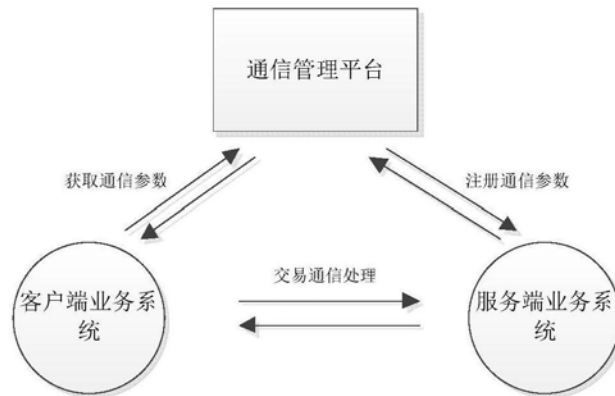 通信管理平台
获取通信参数
注册通信参数
客户端业务系
统
交易通信处理
服务端业务系
统